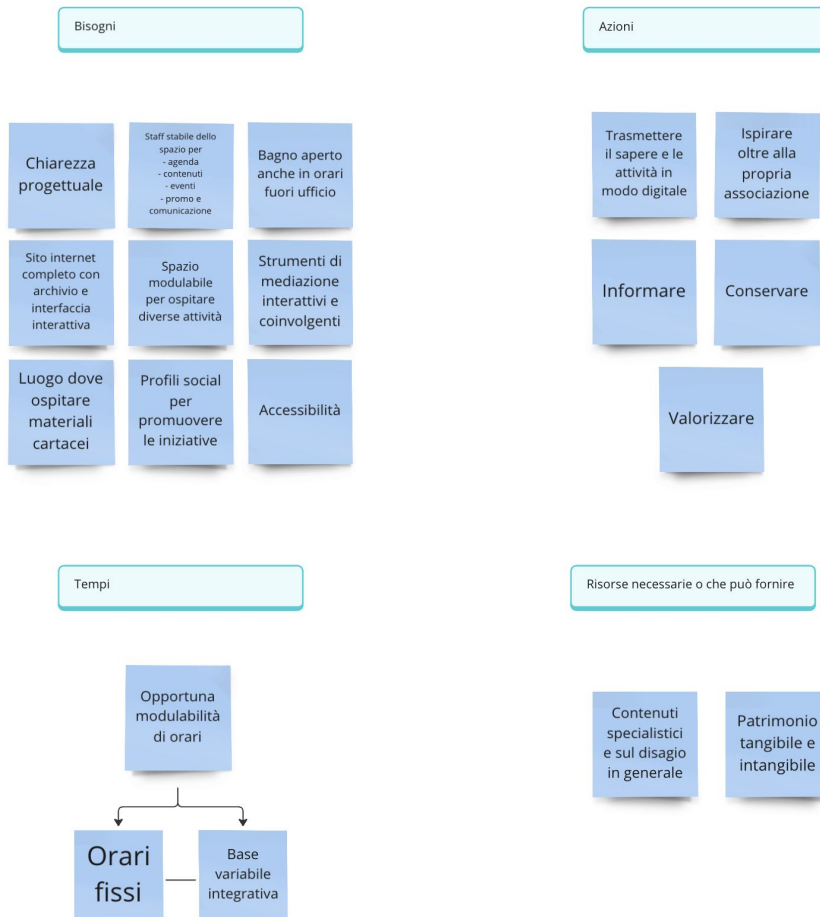 Bisogni
Chiarezza
progettuale
Staff stabile dello
spazio per
- agenda
- contenuti
- eventi
- promo e
comunicazione
Bagno aperto
anche in orari
fuori ufficio
Sito internet
completo con
archivio e
interfaccia
interattiva
Spazio
modulabile
per ospitare
diverse attività
Strumenti di
mediazione
interattivi e
coinvolgenti
Luogo dove
ospitare
materiali
cartacei
Profili social
per
promuovere
le iniziative
Accessibilità
Azioni
Trasmettere
il sapere e le
attività in
modo digitale
Ispirare
oltre alla
propria
associazione
Informare
Conservare
Valorizzare
Tempi
Opportuna
modulabilità
di orari
Orari
fissi
Base
variabile
integrativa
Risorse necessarie o che può fornire
Contenuti
specialistici
e sul disagio
in generale
Patrimonio
tangibile e
intangibile